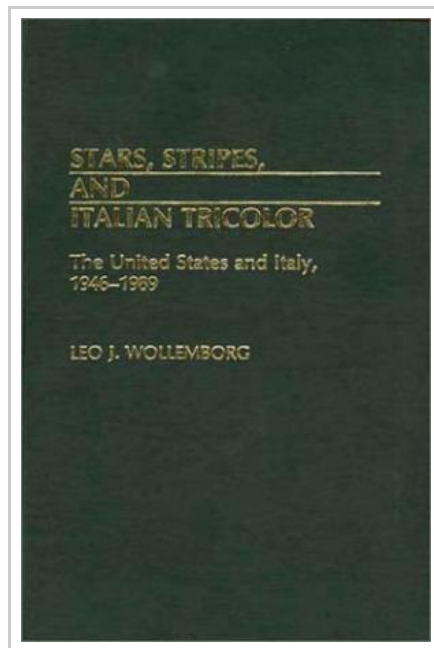 STARS, STRIPES,
AND
ITALIAN TRICOLOR
The United States and Italy,
1946–1989
LEO J. WOLLEMBORG